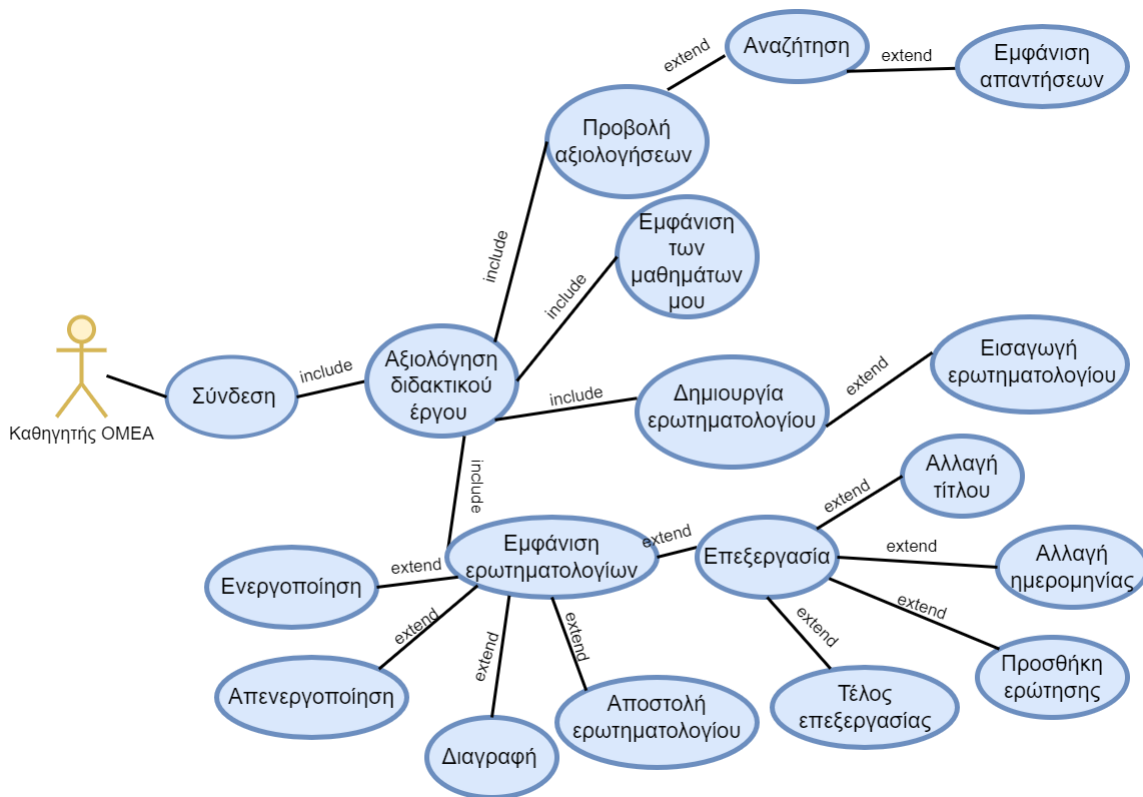 extend
Αναζήτηση
extend
Εμφάνιση
απαντήσεων
Προβολή
αξιολογήσεων
include
Εμφάνιση
των
μαθημάτων
μου
include
Καθηγητής ΟΜΕΑ
Σύνδεση
include
Αξιολόγηση
διδακτικού
έργου
include
Δημιουργία
ερωτηματολογίου
extend
Εισαγωγή
ερωτηματολογίου
include
Εμφάνιση
ερωτηματολογίων
extend
Επεξεργασία
extend
Αλλαγή
τίτλου
extend
Αλλαγή
ημερομηνίας
extend
Προσθήκη
ερώτησης
extend
Τέλος
επεξεργασίας
extend
Ενεργοποίηση
extend
Απενεργοποίηση
extend
Διαγραφή
extend
Αποστολή
ερωτηματολογίου